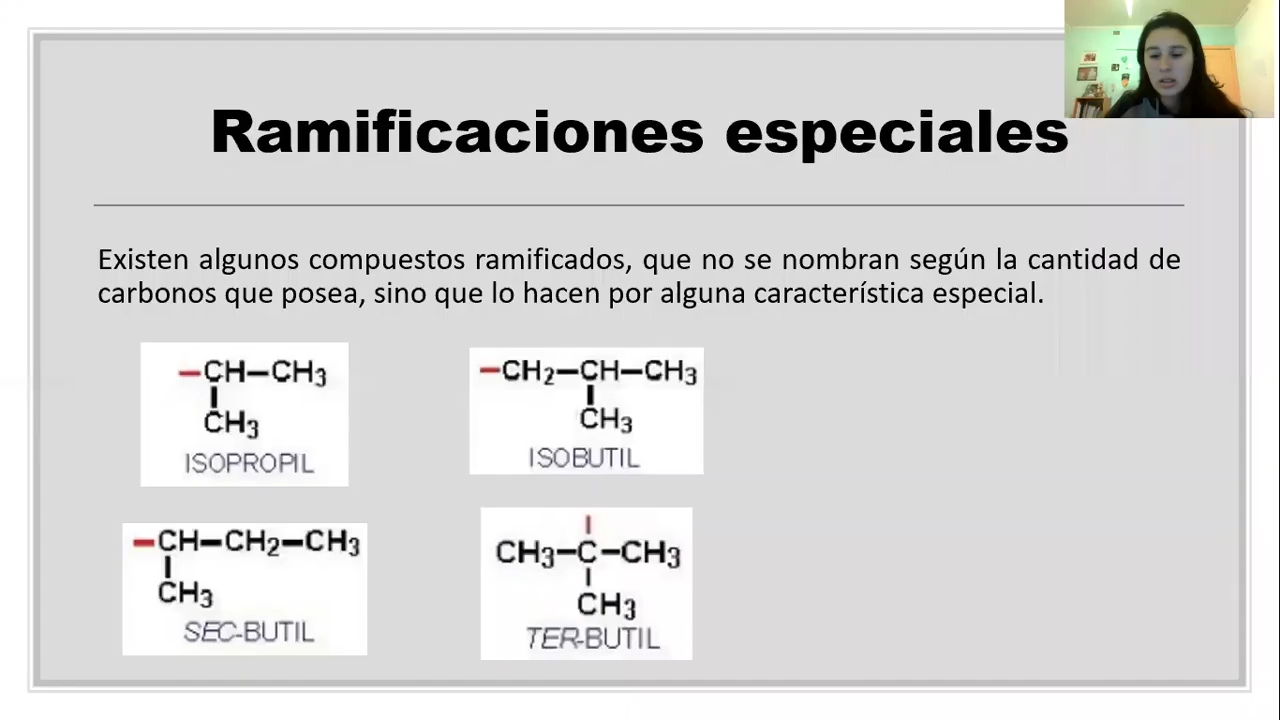 Ramificaciones especiales
Existen algunos compuestos ramificados, que no se nombran según la cantidad de
carbonos que posea, sino que lo hacen por alguna característica especial.
–CH–CH₃
CH₃
ISOPROPIL
–CH₂–CH–CH₃
CH₃
ISOBUTIL
–CH–CH₂–CH₃
CH₃
SEC-BUTIL
CH₃–C–CH₃
CH₃
TER-BUTIL